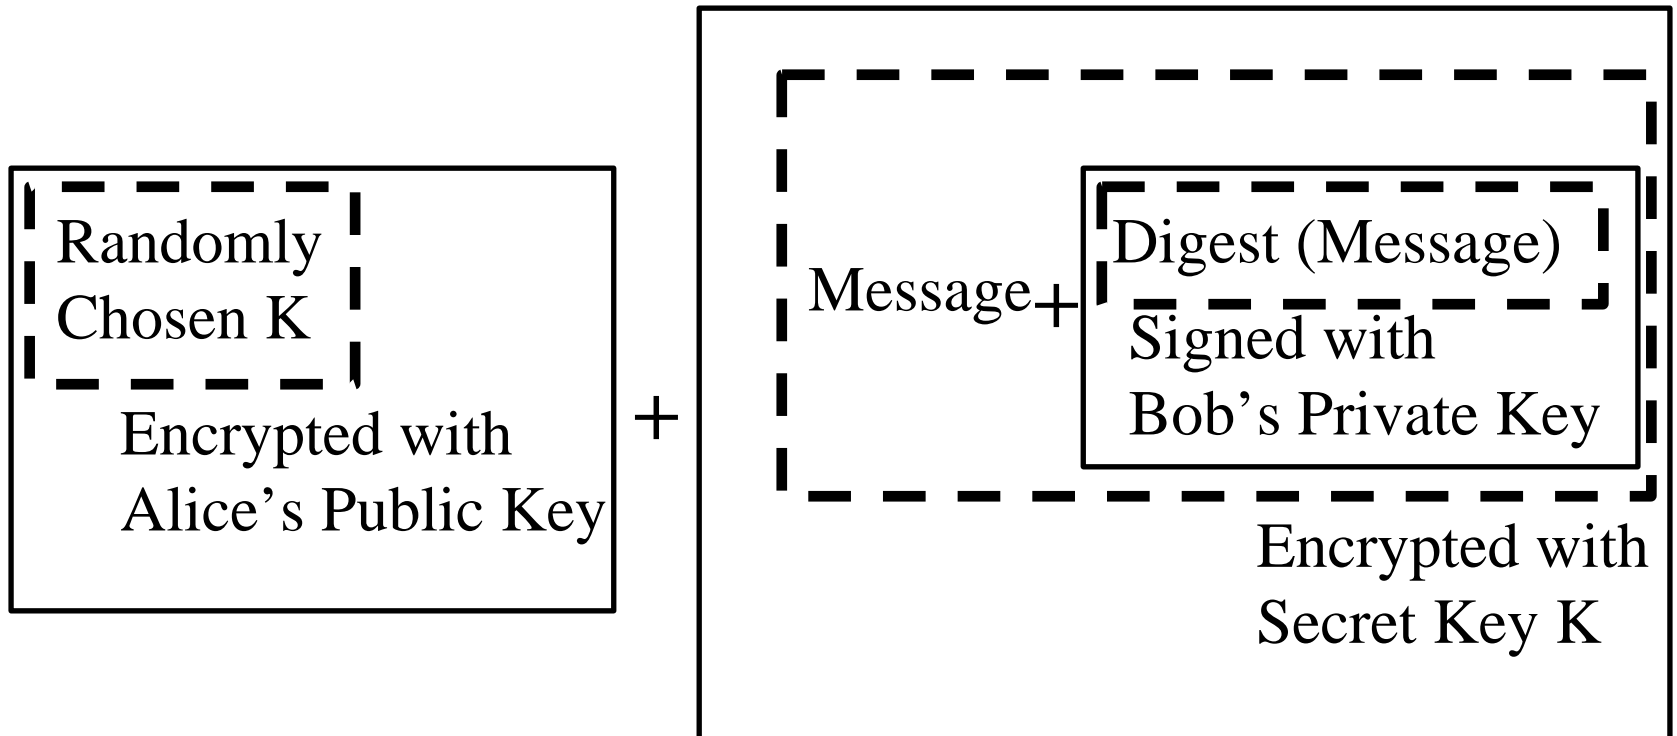 Randomly
Chosen K
Encrypted with
Alice’s Public Key
+
Message+
Digest (Message)
Signed with
Bob’s Private Key
Encrypted with
Secret Key K